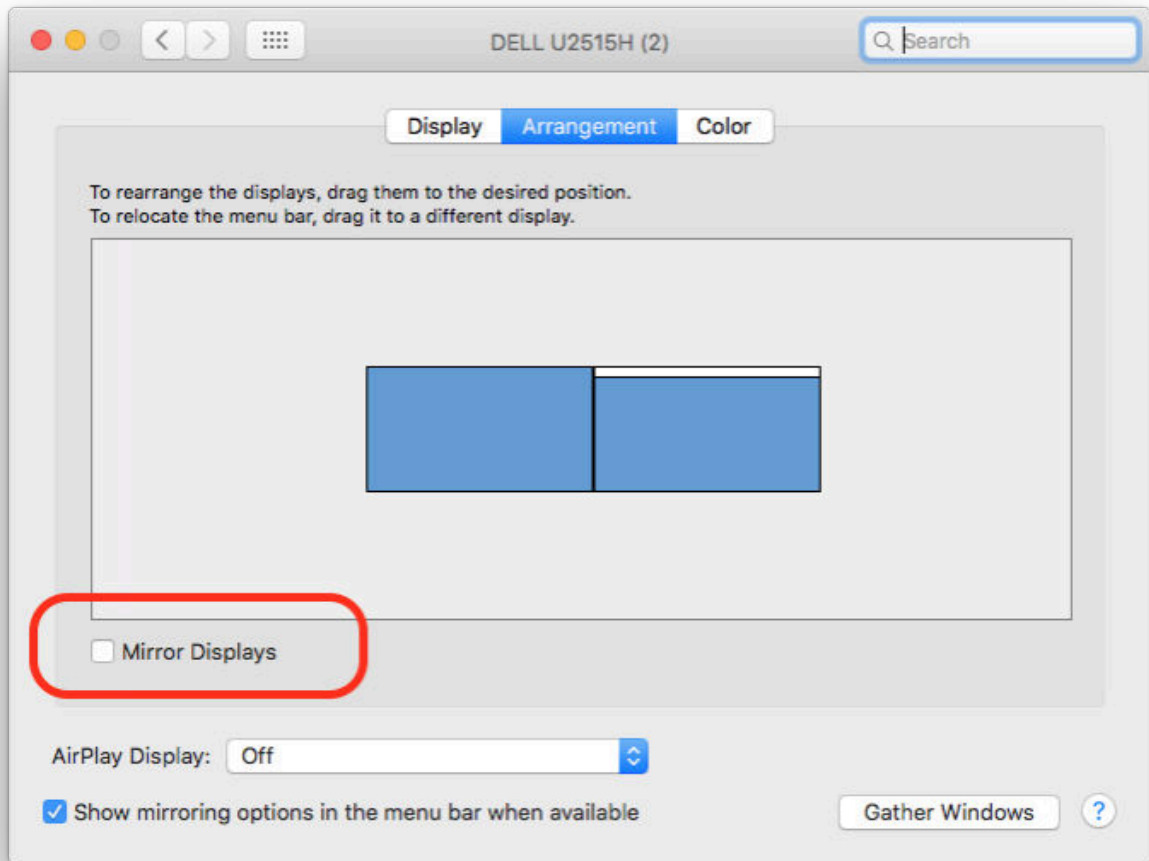 DELL U2515H (2)
Search
Display Arrangement Color
To rearrange the displays, drag them to the desired position.
To relocate the menu bar, drag it to a different display.
Mirror Displays
AirPlay Display: Off
Show mirroring options in the menu bar when available
Gather Windows ?